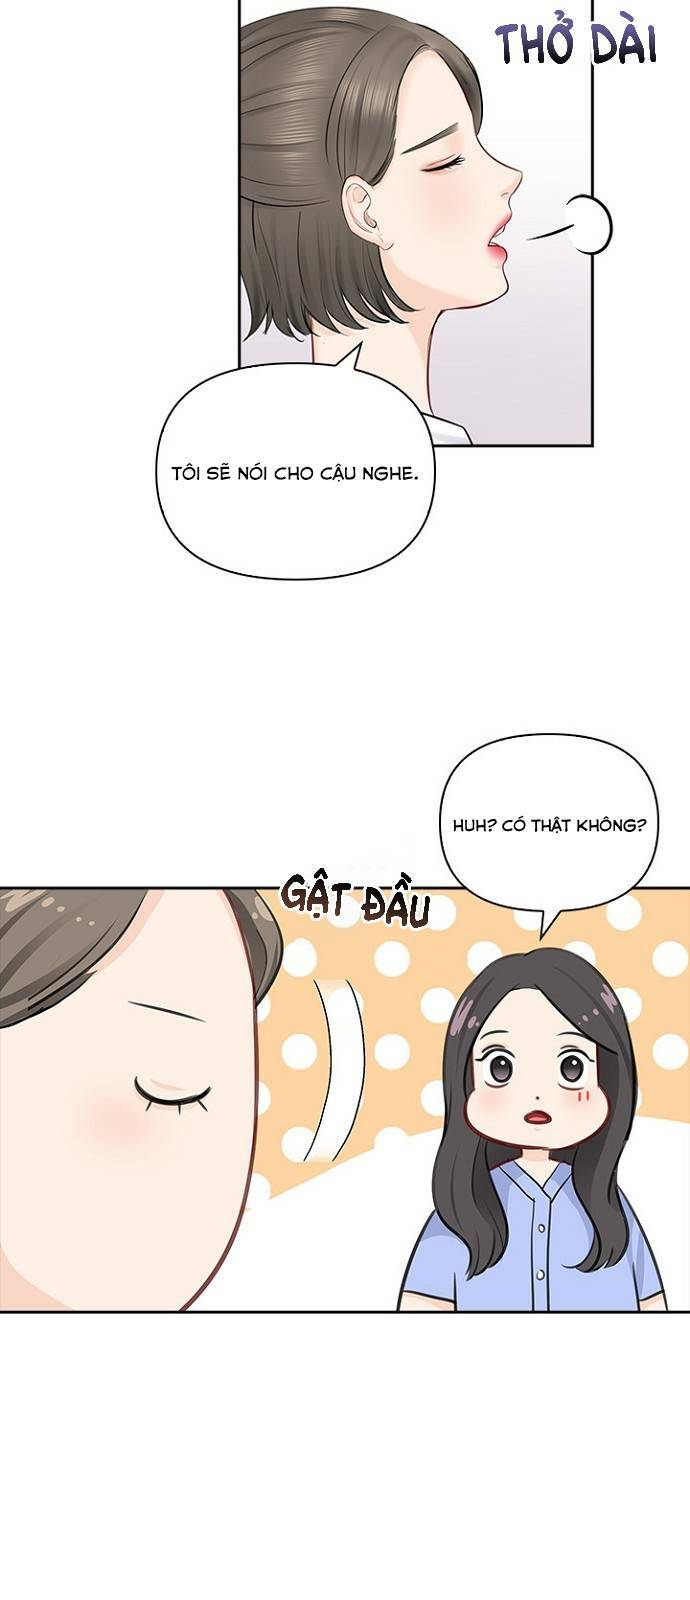 THỞ DÀI
TÔI SẼ NÓI CHO CẬU NGHE.
HUH? CÓ THẬT KHÔNG?
GẬT ĐẦU